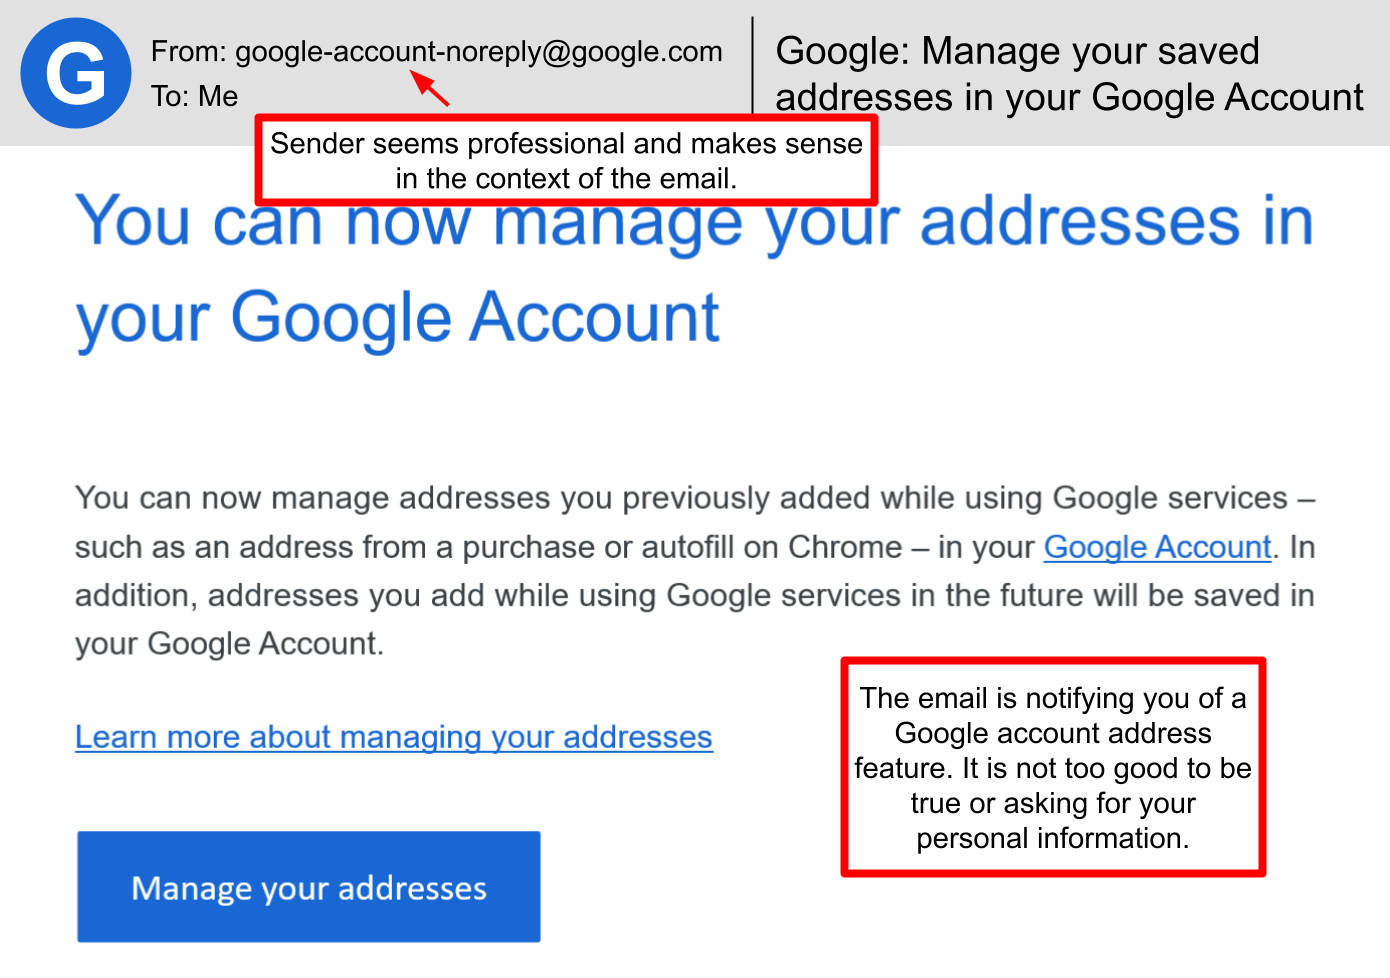 G
From: google-account-noreply@google.com
To: Me
Google: Manage your saved
addresses in your Google Account
Sender seems professional and makes sense
in the context of the email.
You can now manage your addresses in
your Google Account
You can now manage addresses you previously added while using Google services –
such as an address from a purchase or autofill on Chrome – in your Google Account. In
addition, addresses you add while using Google services in the future will be saved in
your Google Account.
Learn more about managing your addresses
The email is notifying you of a
Google account address
feature. It is not too good to be
true or asking for your
personal information.
Manage your addresses